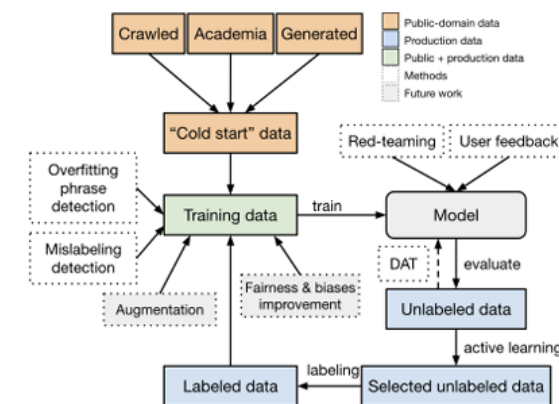 Crawled
Academia
Generated
Public-domain data
Production data
Public + production data
Methods
Future work
“Cold start” data
Red-teaming
User feedback
Overfitting
phrase
detection
Training data
train
Model
Mislabeling
detection
DAT
evaluate
Augmentation
Fairness & biases
improvement
Unlabeled data
active learning
labeling
Labeled data
Selected unlabeled data